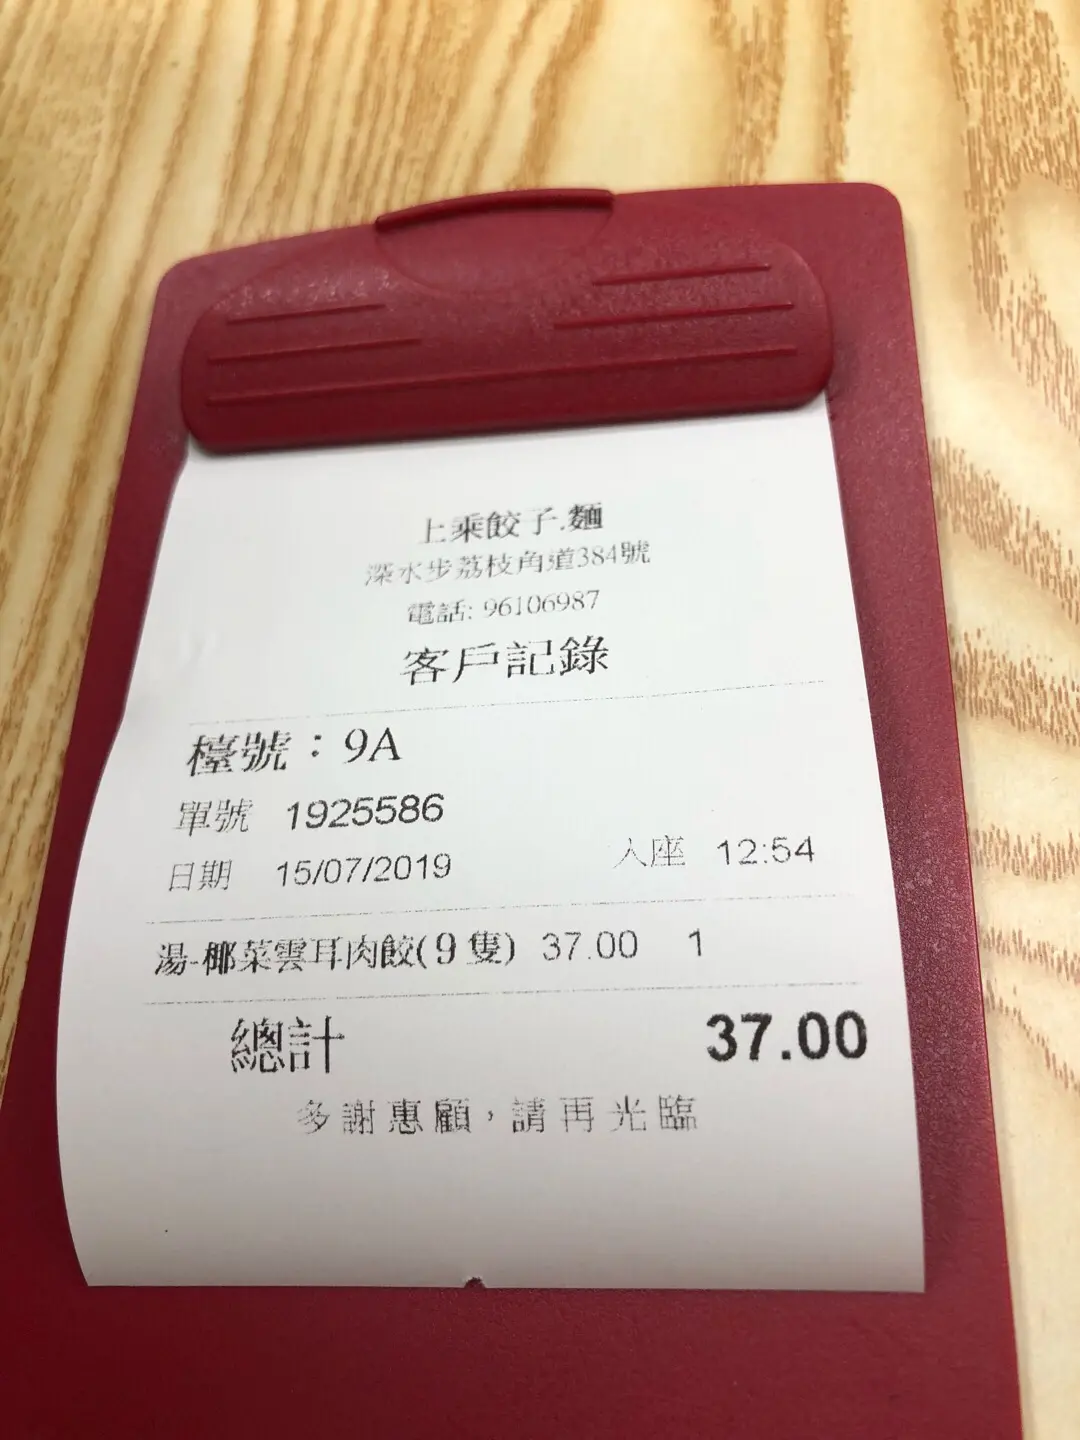 上乘餃子.麵
深水步荔枝角道384號
電話: 96106987
客戶記錄
檯號：9A
單號 1925586
日期 15/07/2019 入座 12:54
湯-椰菜雲耳肉餃(9隻) 37.00 1
總計 37.00
多謝惠顧，請再光臨